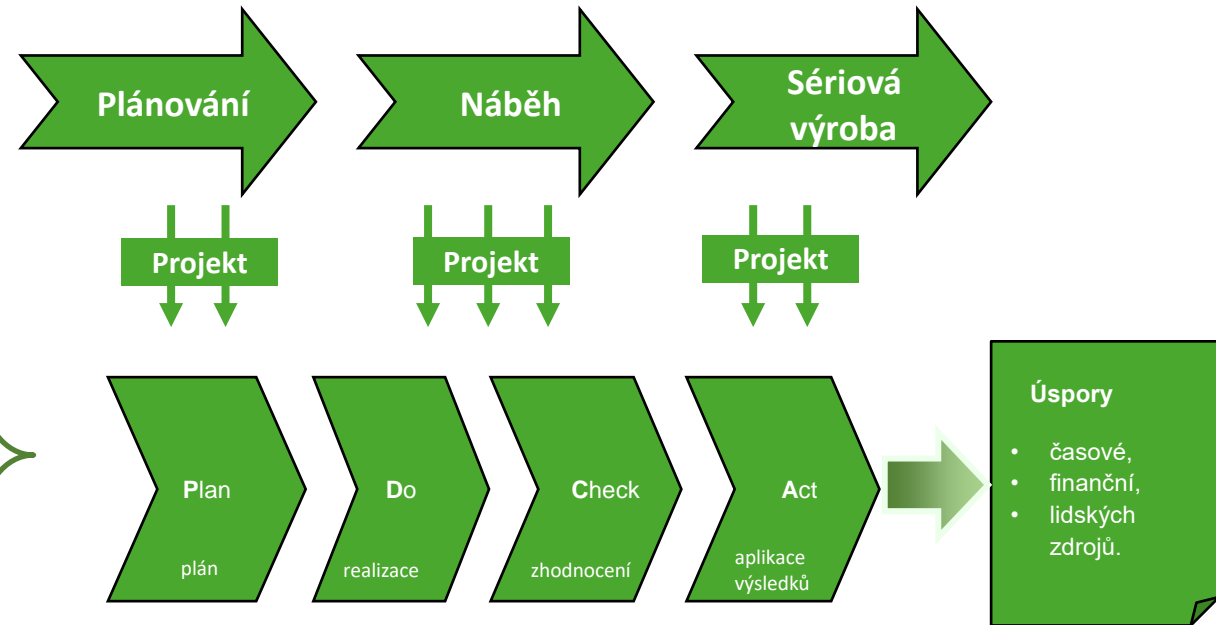 Plánování
Náběh
Sériová
výroba
Projekt
Projekt
Projekt
Plan
plán
Do
realizace
Check
zhodnocení
Act
aplikace
výsledků
Úspory
• časové,
• finanční,
• lidských
zdrojů.